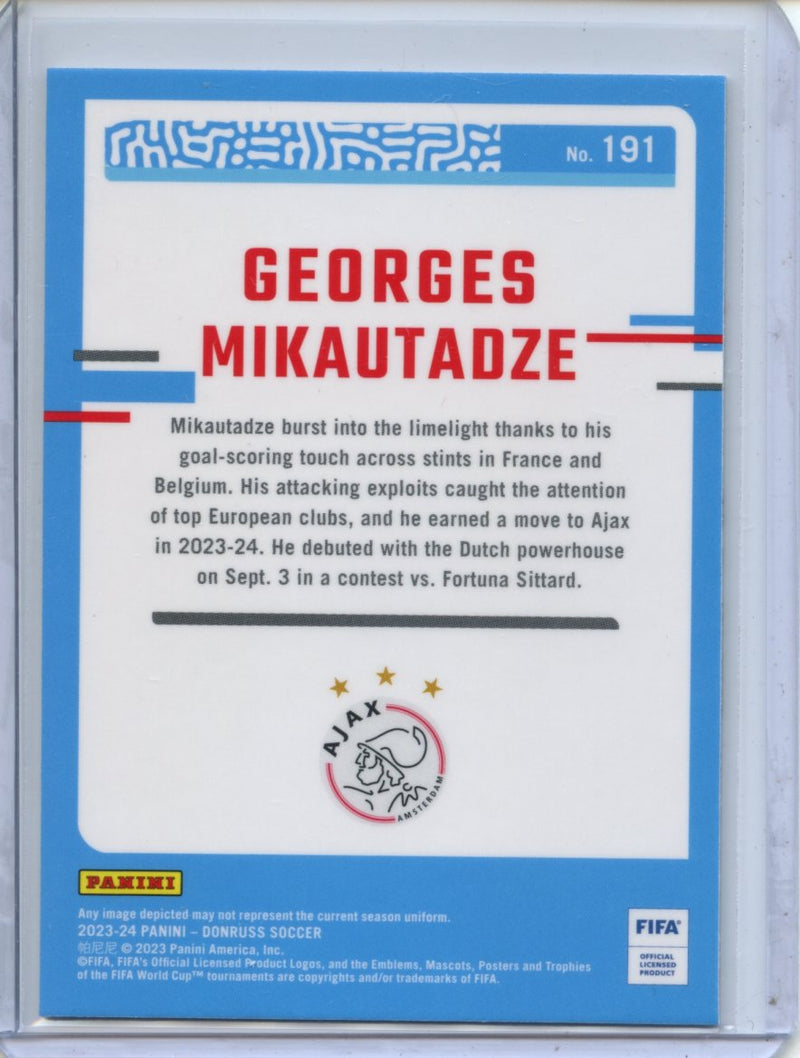 No. 191
GEORGES
MIKAUTADZE
Mikautadze burst into the limelight thanks to his
goal-scoring touch across stints in France and
Belgium. His attacking exploits caught the attention
of top European clubs, and he earned a move to Ajax
in 2023-24. He debuted with the Dutch powerhouse
on Sept. 3 in a contest vs. Fortuna Sittard.
AJAX
AMSTERDAM
PANINI
Any image depicted may not represent the current season uniform.
2023-24 PANINI – DONRUSS SOCCER
帕尼尼 © 2023 Panini America, Inc.
©FIFA, FIFA's Official Licensed Product Logos, and the Emblems, Mascots, Posters and Trophies
of the FIFA World Cup™ tournaments are copyrights and/or trademarks of FIFA.
FIFA®
OFFICIAL
LICENSED
PRODUCT